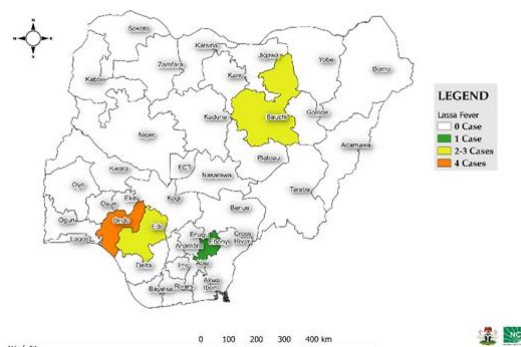 Sokoto
Katsina
Jigawa
Yobe
Borno
Zamfara
Kano
Kebbi
Kaduna
Bauchi
Gombe
Niger
Adamawa
Plateau
Kwara
FCT
Nasarawa
Oyo
Taraba
Ekiti
Kogi
Osun
Benue
Ogun
Ondo
Edo
Lagos
Enugu
Ebonyi
Cross
River
Anambra
Delta
Imo
Abia
Akwa
Ibom
Bayelsa
Rivers
LEGEND
Lassa Fever
0 Case
1 Case
2-3 Cases
4 Cases
0 100 200 300 400 km
NC